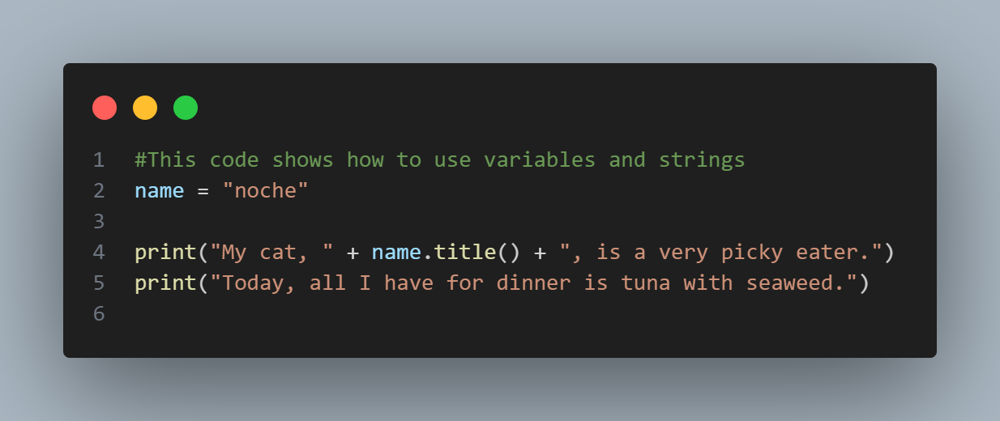 1 #This code shows how to use variables and strings
2 name = "noche"
3
4 print("My cat, " + name.title() + ", is a very picky eater.")
5 print("Today, all I have for dinner is tuna with seaweed.")
6